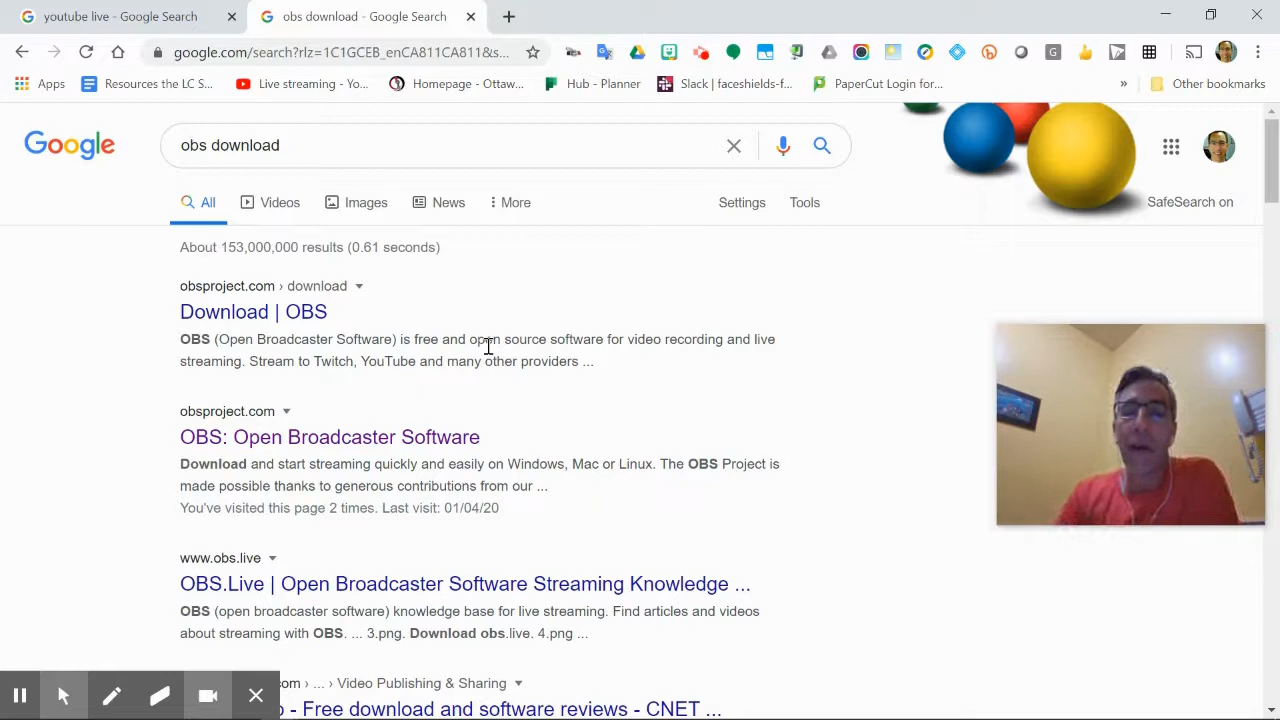 youtube live - Google Search
obs download - Google Search
google.com/search?rlz=1C1GCEB_enCA811CA811&s...
Apps
Resources the LC S...
Live streaming - Yo...
Homepage - Ottaw...
Hub - Planner
Slack | faceshields-f...
PaperCut Login for...
»
Other bookmarks
Google
obs download
All
Videos
Images
News
More
Settings
Tools
SafeSearch on
About 153,000,000 results (0.61 seconds)
obsproject.com › download
Download | OBS
OBS (Open Broadcaster Software) is free and open source software for video recording and live
streaming. Stream to Twitch, YouTube and many other providers ...
obsproject.com
OBS: Open Broadcaster Software
Download and start streaming quickly and easily on Windows, Mac or Linux. The OBS Project is
made possible thanks to generous contributions from our ...
You've visited this page 2 times. Last visit: 01/04/20
www.obs.live
OBS.Live | Open Broadcaster Software Streaming Knowledge ...
OBS (open broadcaster software) knowledge base for live streaming. Find articles and videos
about streaming with OBS. ... 3.png. Download obs.live. 4.png ...
com › ... › Video Publishing & Sharing
- Free download and software reviews - CNET ...